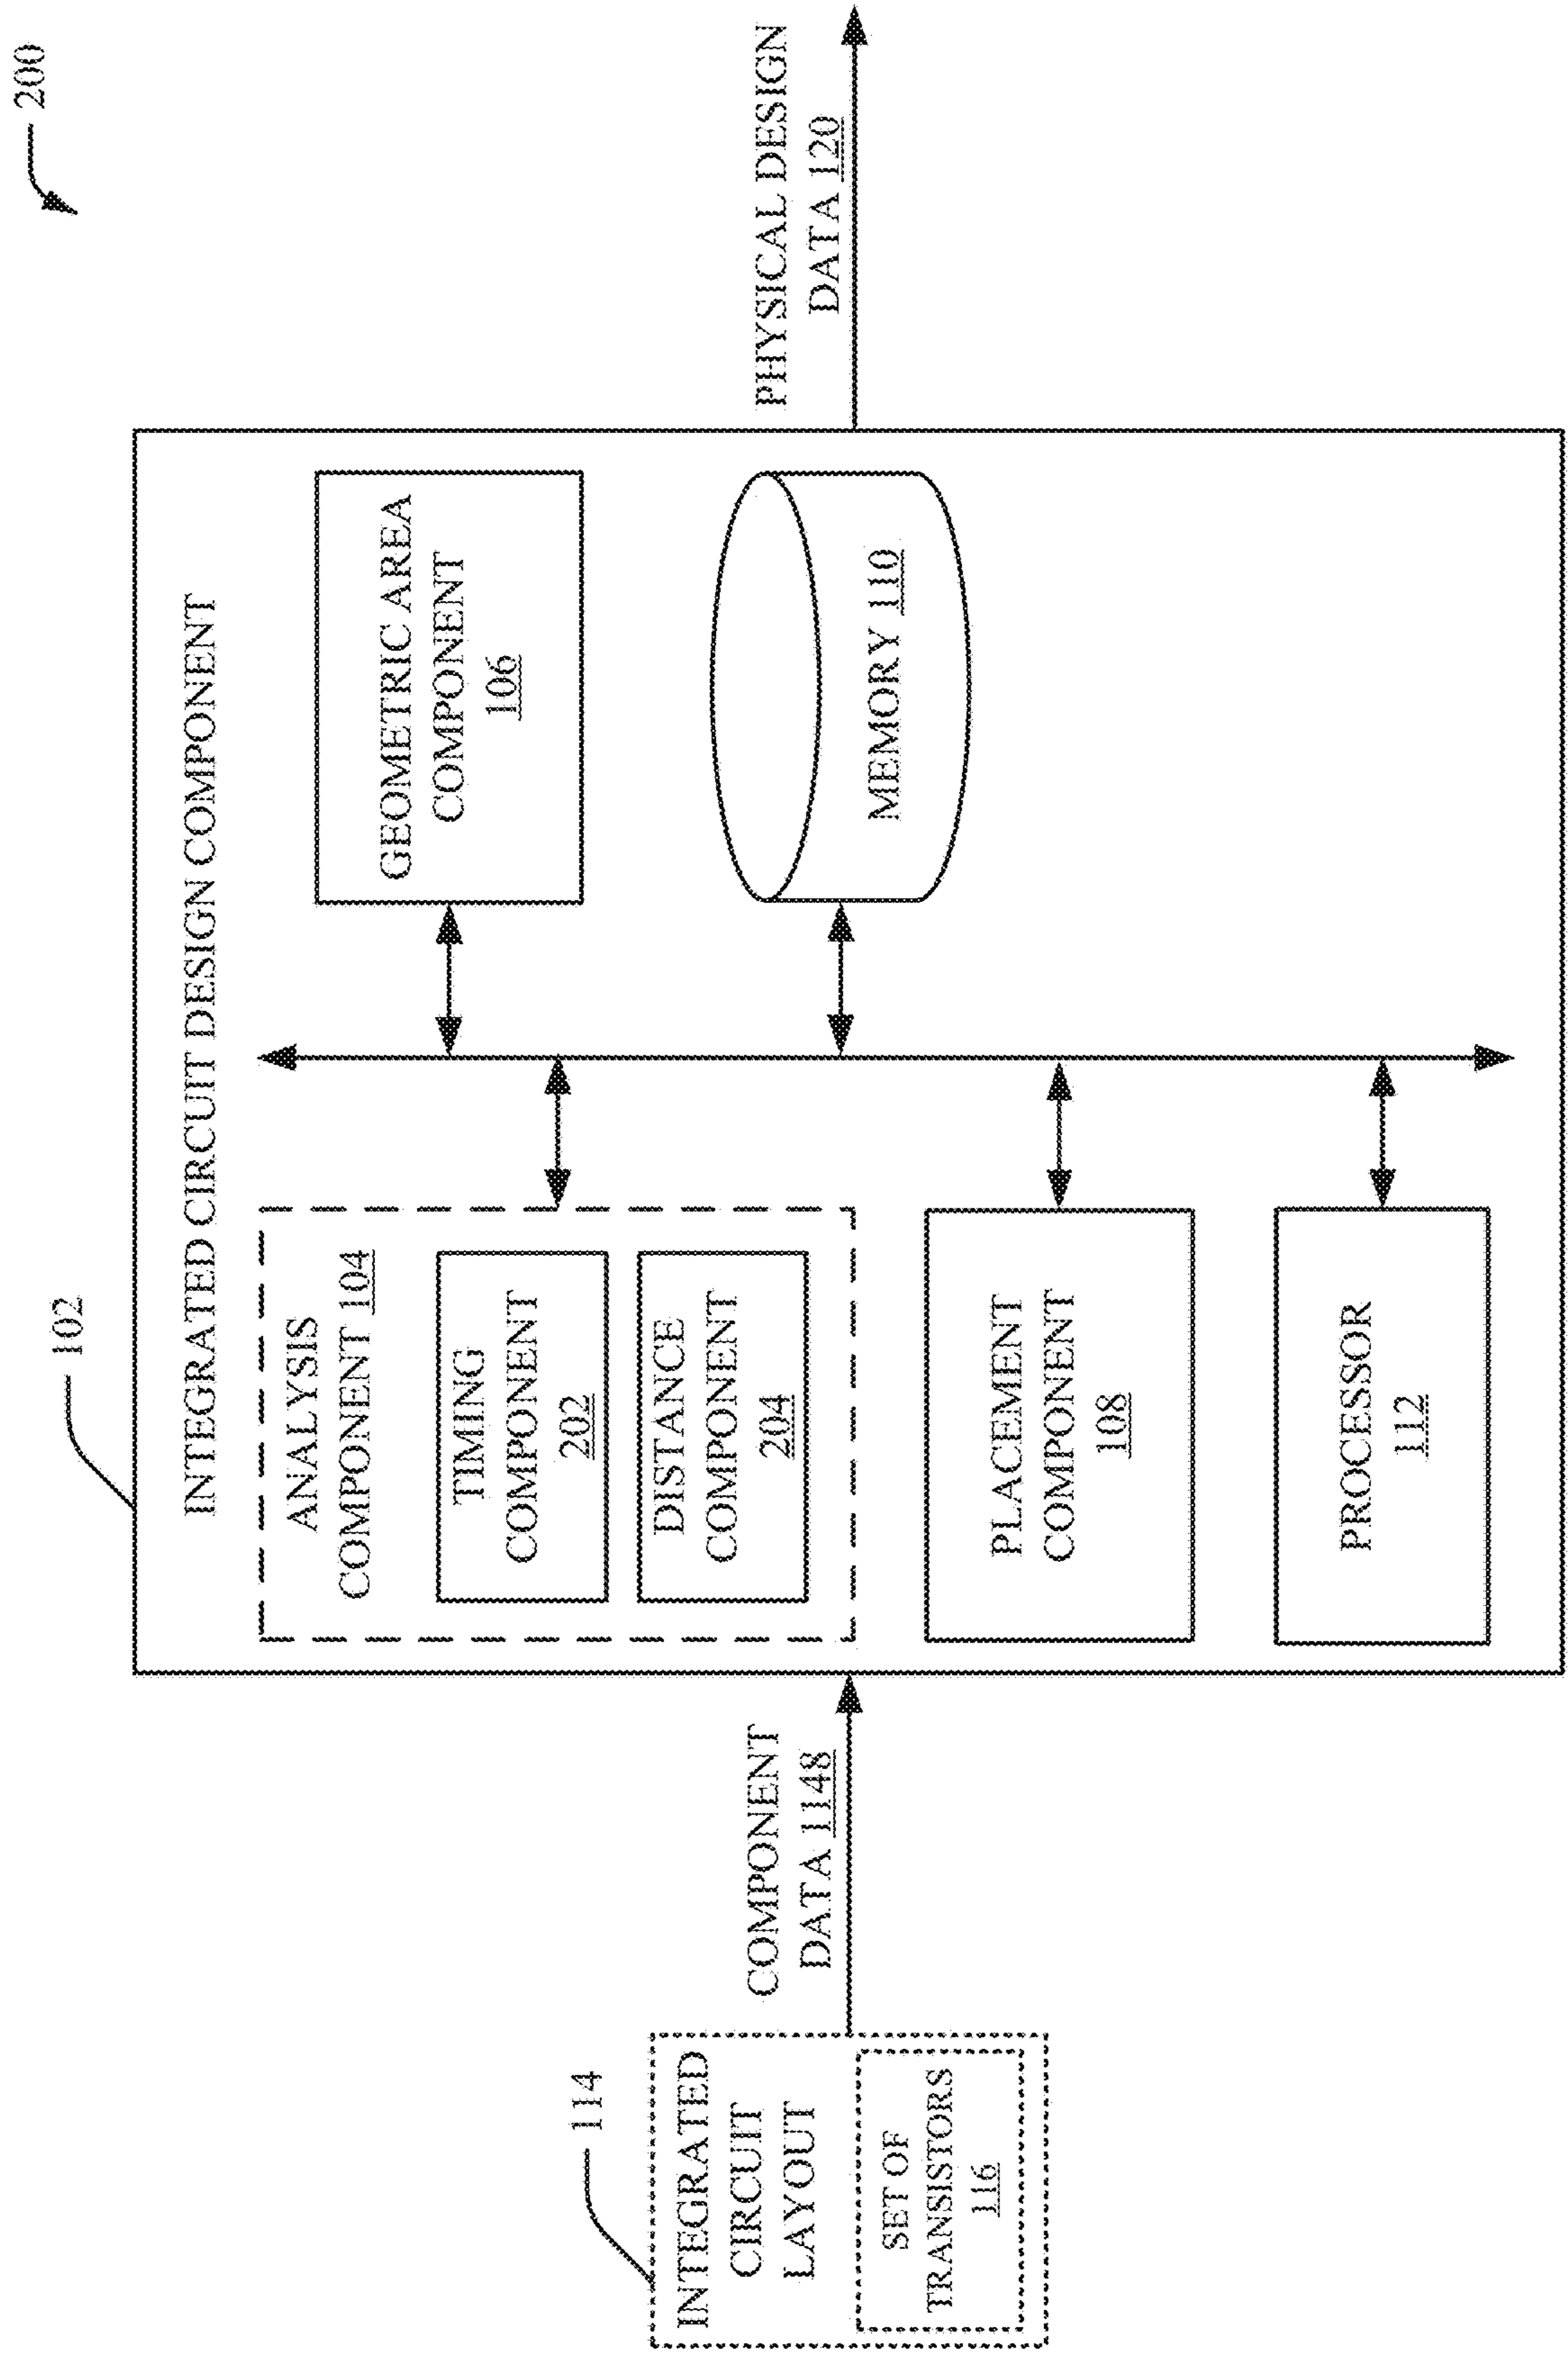 200
102
INTEGRATED CIRCUIT DESIGN COMPONENT
ANALYSIS
COMPONENT 104
TIMING
COMPONENT
202
DISTANCE
COMPONENT
204
PLACEMENT
COMPONENT
108
PROCESSOR
112
GEOMETRIC AREA
COMPONENT
106
MEMORY 110
114
INTEGRATED
CIRCUIT
LAYOUT
SET OF
TRANSISTORS
116
COMPONENT
DATA 1148
PHYSICAL DESIGN
DATA 120